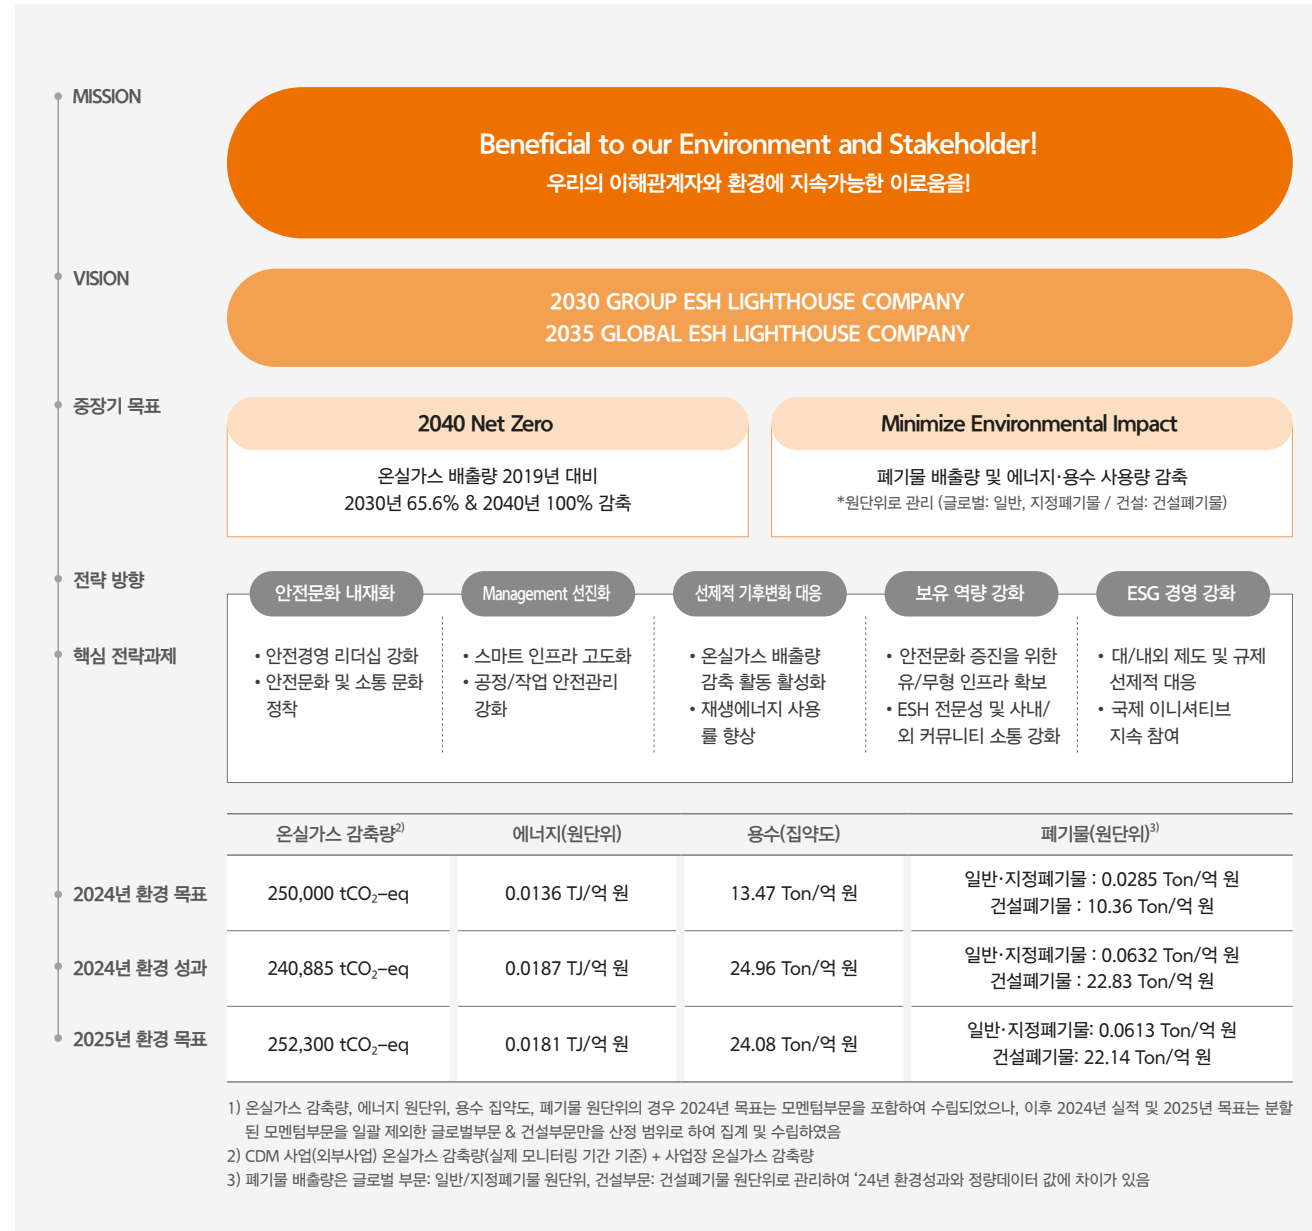 MISSION
Beneficial to our Environment and Stakeholder!
우리의 이해관계자와 환경에 지속가능한 이로움을!
VISION
2030 GROUP ESH LIGHTHOUSE COMPANY
2035 GLOBAL ESH LIGHTHOUSE COMPANY
중장기 목표
2040 Net Zero
온실가스 배출량 2019년 대비
2030년 65.6% & 2040년 100% 감축
Minimize Environmental Impact
폐기물 배출량 및 에너지·용수 사용량 감축
*원단위로 관리 (글로벌: 일반, 지정폐기물 / 건설: 건설폐기물)
전략 방향
안전문화 내재화
Management 선진화
선제적 기후변화 대응
보유 역량 강화
ESG 경영 강화
핵심 전략과제
• 안전경영 리더십 강화
• 안전문화 및 소통 문화
정착
• 스마트 인프라 고도화
• 공정/작업 안전관리
강화
• 온실가스 배출량
감축 활동 활성화
• 재생에너지 사용
률 향상
• 안전문화 증진을 위한
유/무형 인프라 확보
• ESH 전문성 및 사내/
외 커뮤니티 소통 강화
• 대/내외 제도 및 규제
선제적 대응
• 국제 이니셔티브
지속 참여
온실가스 감축량2) 에너지(원단위) 용수(집약도) 폐기물(원단위)3)
2024년 환경 목표 250,000 tCO₂–eq 0.0136 TJ/억 원 13.47 Ton/억 원 일반·지정폐기물 : 0.0285 Ton/억 원
건설폐기물 : 10.36 Ton/억 원
2024년 환경 성과 240,885 tCO₂–eq 0.0187 TJ/억 원 24.96 Ton/억 원 일반·지정폐기물 : 0.0632 Ton/억 원
건설폐기물 : 22.83 Ton/억 원
2025년 환경 목표 252,300 tCO₂–eq 0.0181 TJ/억 원 24.08 Ton/억 원 일반·지정폐기물: 0.0613 Ton/억 원
건설폐기물: 22.14 Ton/억 원
1) 온실가스 감축량, 에너지 원단위, 용수 집약도, 폐기물 원단위의 경우 2024년 목표는 모멘텀부문을 포함하여 수립되었으나, 이후 2024년 실적 및 2025년 목표는 분할
된 모멘텀부문을 일괄 제외한 글로벌부문 & 건설부문만을 산정 범위로 하여 집계 및 수립하였음
2) CDM 사업(외부사업) 온실가스 감축량(실제 모니터링 기간 기준) + 사업장 온실가스 감축량
3) 폐기물 배출량은 글로벌 부문: 일반/지정폐기물 원단위, 건설부문: 건설폐기물 원단위로 관리하여 ‘24년 환경성과와 정량데이터 값에 차이가 있음